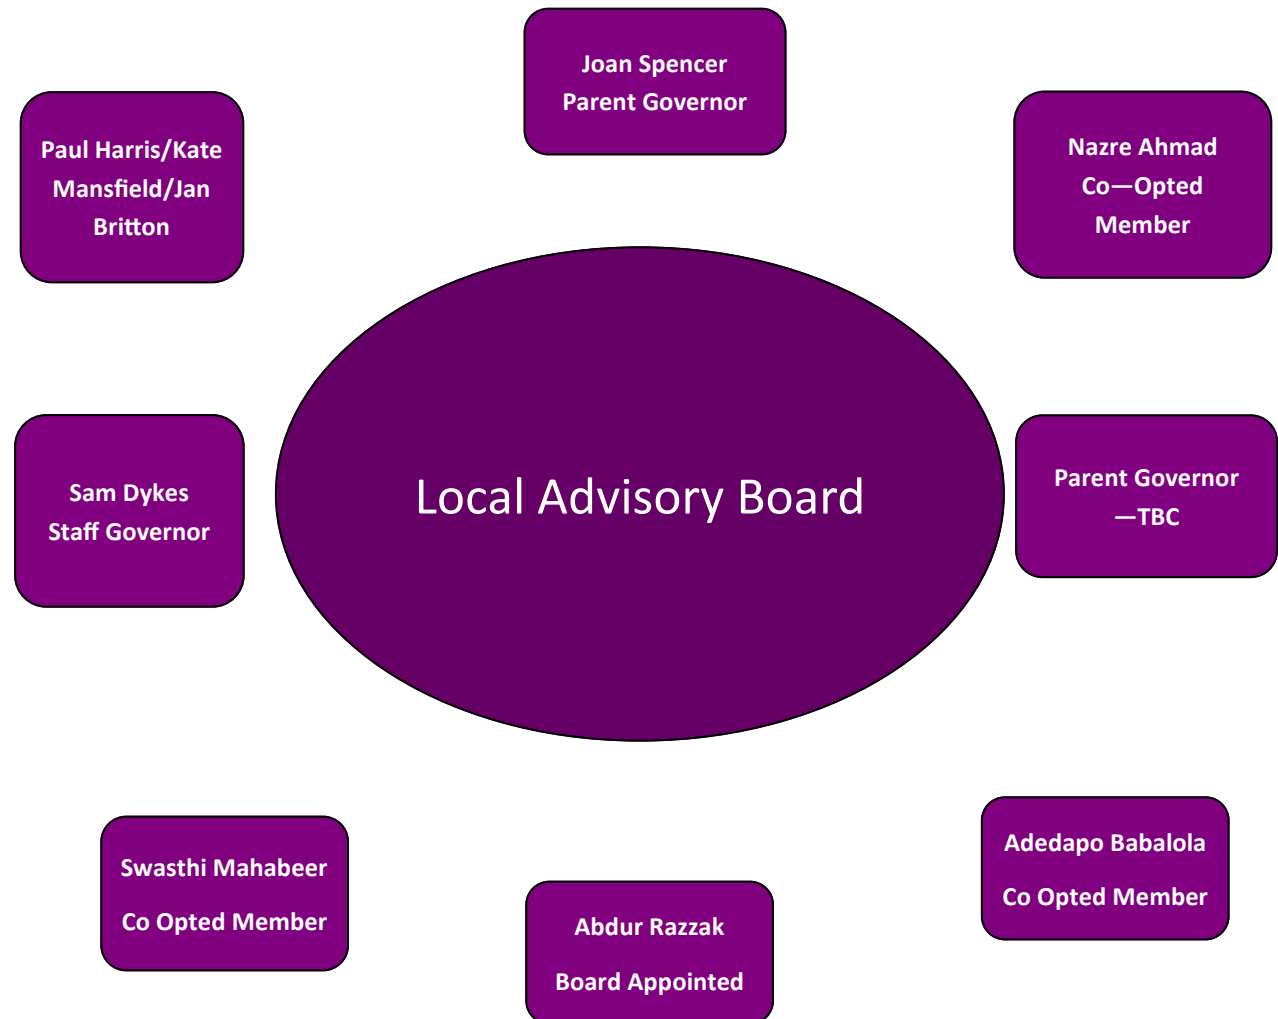 Joan Spencer
Parent Governor
Paul Harris/Kate
Mansfield/Jan
Britton
Nazre Ahmad
Co—Opted
Member
Local Advisory Board
Sam Dykes
Staff Governor
Parent Governor
—TBC
Swasthi Mahabeer
Co Opted Member
Abdur Razzak
Board Appointed
Adedapo Babalola
Co Opted Member